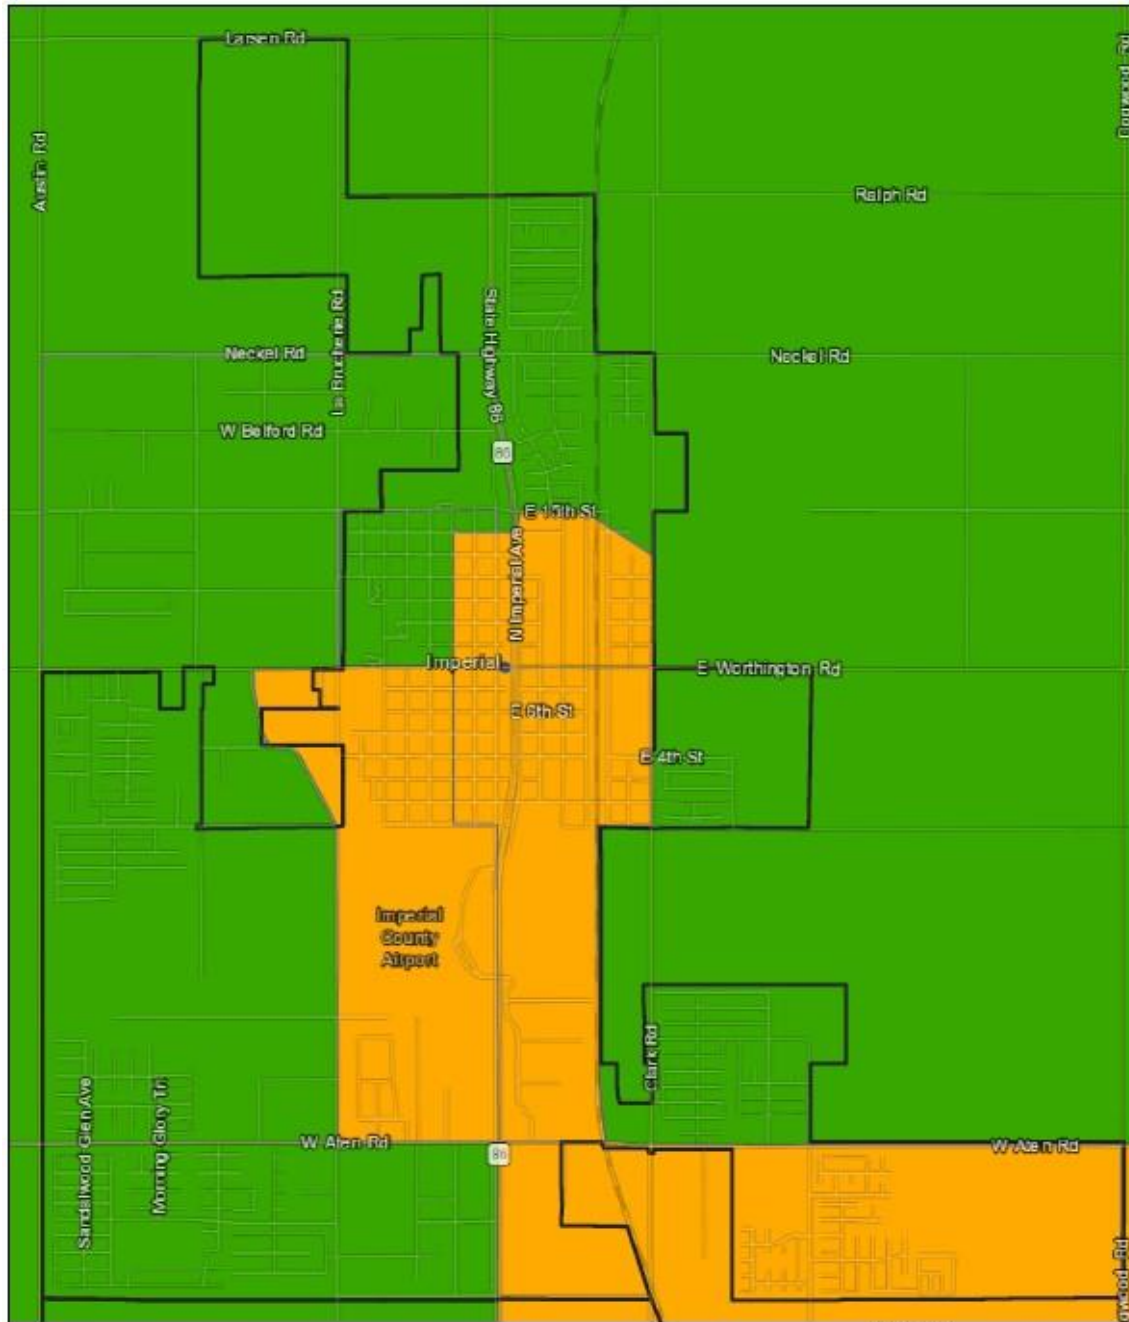 Larsen Rd
Austin Rd
Ralph Rd
La Brucherie Rd
State Highway 86
Neckel Rd
Neckel Rd
W Belford Rd
86
E 15th St
N Imperial Ave
Imperial
E Worthington Rd
E 6th St
E 4th St
Imperial
County
Airport
Clark Rd
Sandalwood Glen Ave
Morning Glory Trl
W Aten Rd
86
W Aten Rd